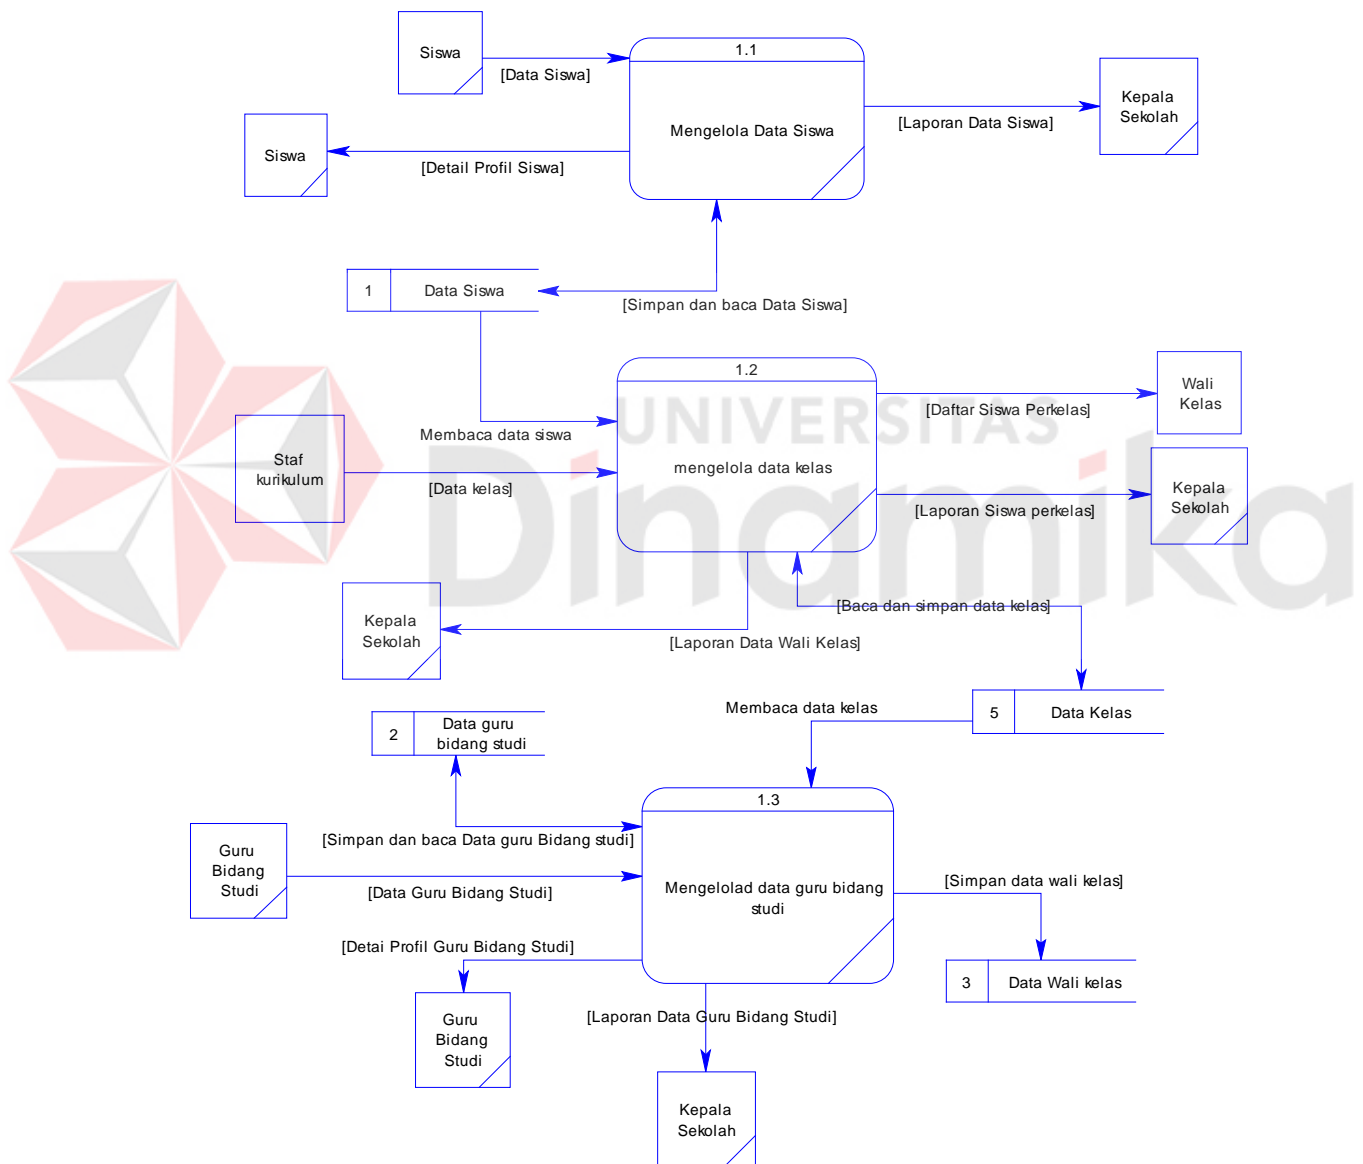 Siswa
[Data Siswa]
1.1
Mengelola Data Siswa
Kepala
Sekolah
[Laporan Data Siswa]
Siswa
[Detail Profil Siswa]
1
Data Siswa
[Simpan dan baca Data Siswa]
1.2
mengelola data kelas
Wali
Kelas
[Daftar Siswa Perkelas]
UNIVERSITAS
Dinamika
Membaca data siswa
Staf
kurikulum
[Data kelas]
Kepala
Sekolah
[Laporan Siswa perkelas]
[Baca dan simpan data kelas]
Kepala
Sekolah
[Laporan Data Wali Kelas]
5
Data Kelas
Membaca data kelas
2
Data guru
bidang studi
1.3
Mengelolad data guru bidang
studi
[Simpan dan baca Data guru Bidang studi]
Guru
Bidang
Studi
[Data Guru Bidang Studi]
[Simpan data wali kelas]
[Detai Profil Guru Bidang Studi]
3
Data Wali kelas
Guru
Bidang
Studi
[Laporan Data Guru Bidang Studi]
Kepala
Sekolah